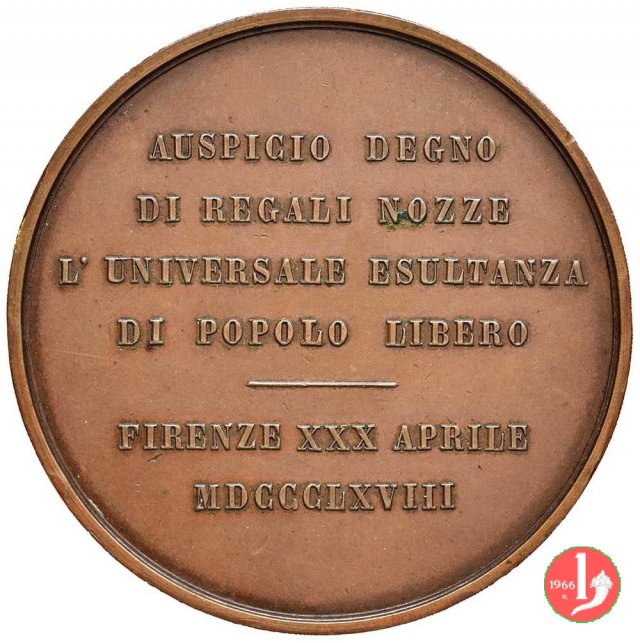 AUSPICIO DEGNO
DI REGALI NOZZE
L' UNIVERSALE ESULTANZA
DI POPOLO LIBERO
FIRENZE XXX APRILE
MDCCCLXVIII
1966
K